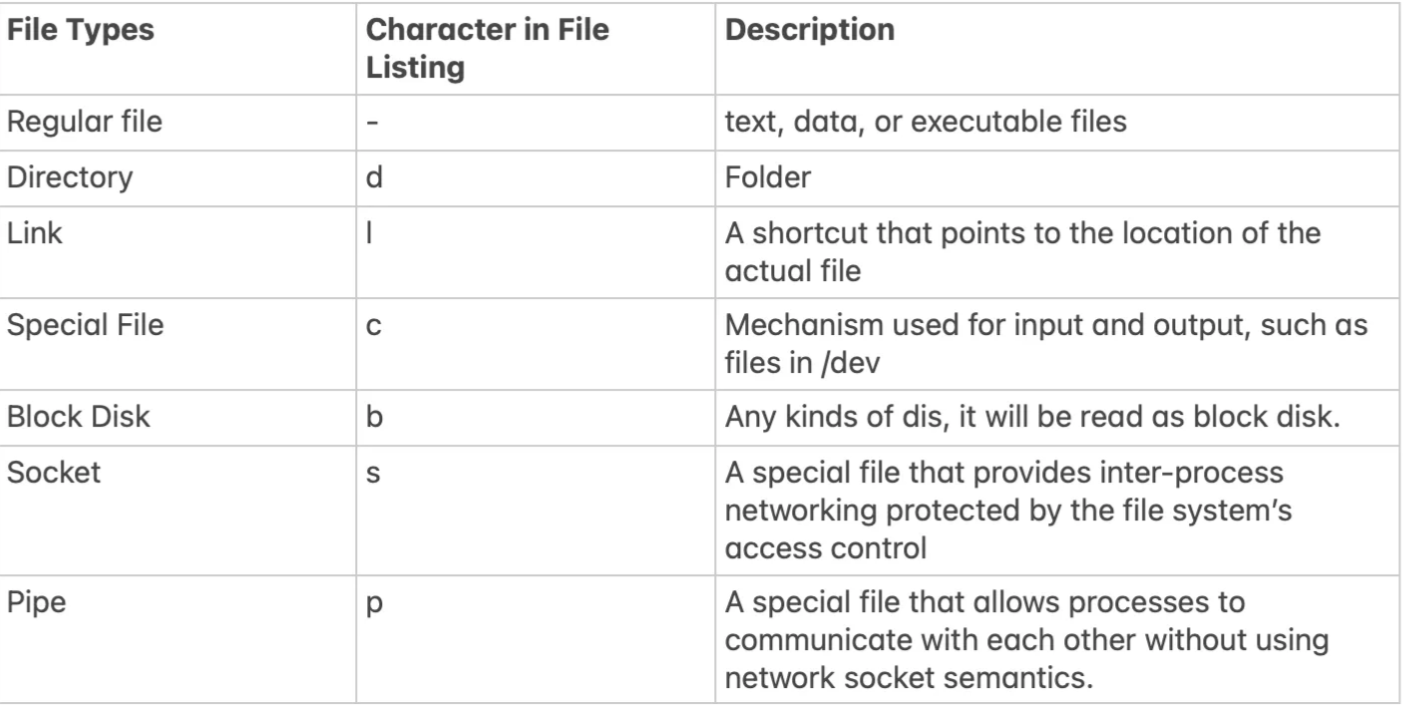 File Types
Character in File
Listing
Description
Regular file
-
text, data, or executable files
Directory
d
Folder
Link
l
A shortcut that points to the location of the
actual file
Special File
c
Mechanism used for input and output, such as
files in /dev
Block Disk
b
Any kinds of dis, it will be read as block disk.
Socket
s
A special file that provides inter-process
networking protected by the file system’s
access control
Pipe
p
A special file that allows processes to
communicate with each other without using
network socket semantics.